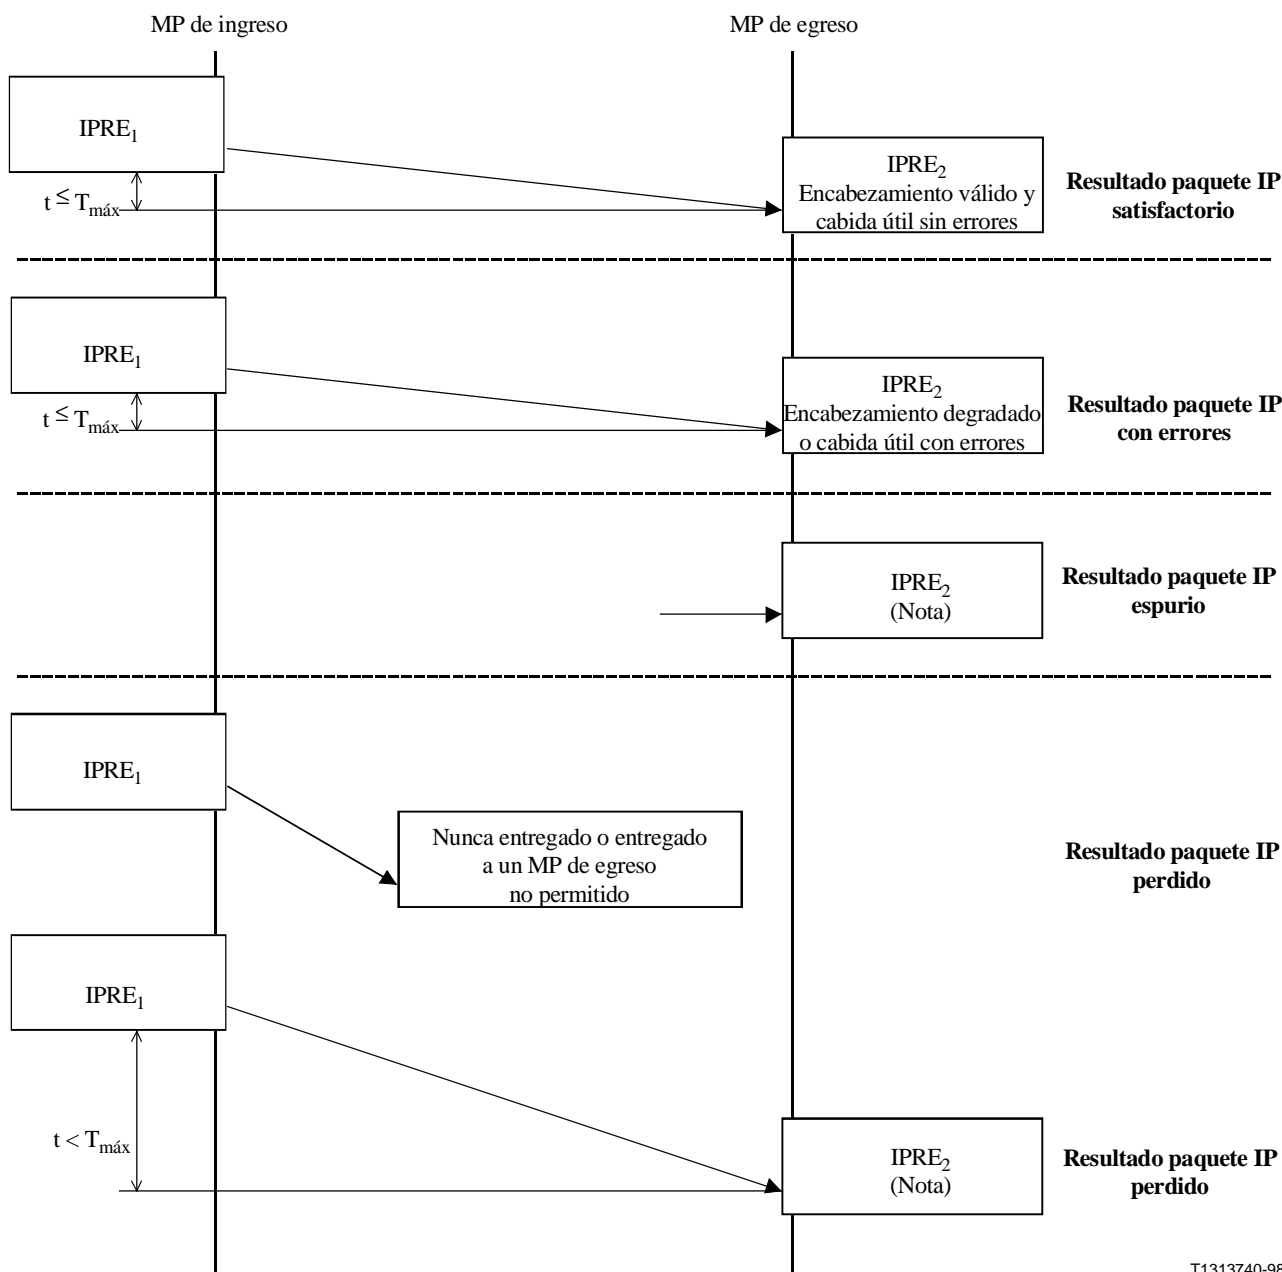 MP de ingreso
MP de egreso
IPRE1
t ≤ Tmáx
IPRE2
Encabezamiento válido y
cabida útil sin errores
Resultado paquete IP
satisfactorio
IPRE1
t ≤ Tmáx
IPRE2
Encabezamiento degradado
o cabida útil con errores
Resultado paquete IP
con errores
IPRE2
(Nota)
Resultado paquete IP
espurio
IPRE1
Nunca entregado o entregado
a un MP de egreso
no permitido
Resultado paquete IP
perdido
IPRE1
t < Tmáx
IPRE2
(Nota)
Resultado paquete IP
perdido
T1313740-98